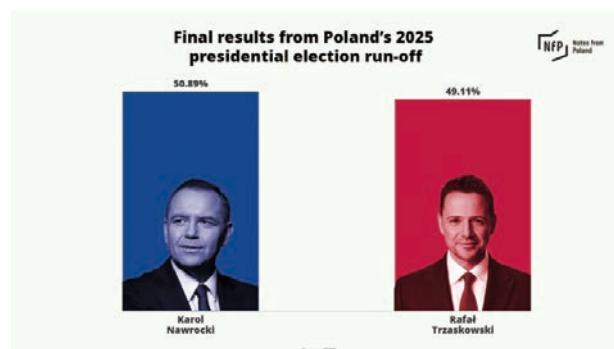 Final results from Poland's 2025
presidential election run-off
NfP
Notes from
Poland
50.89%
49.11%
Karol
Nawrocki
Rafał
Trzaskowski